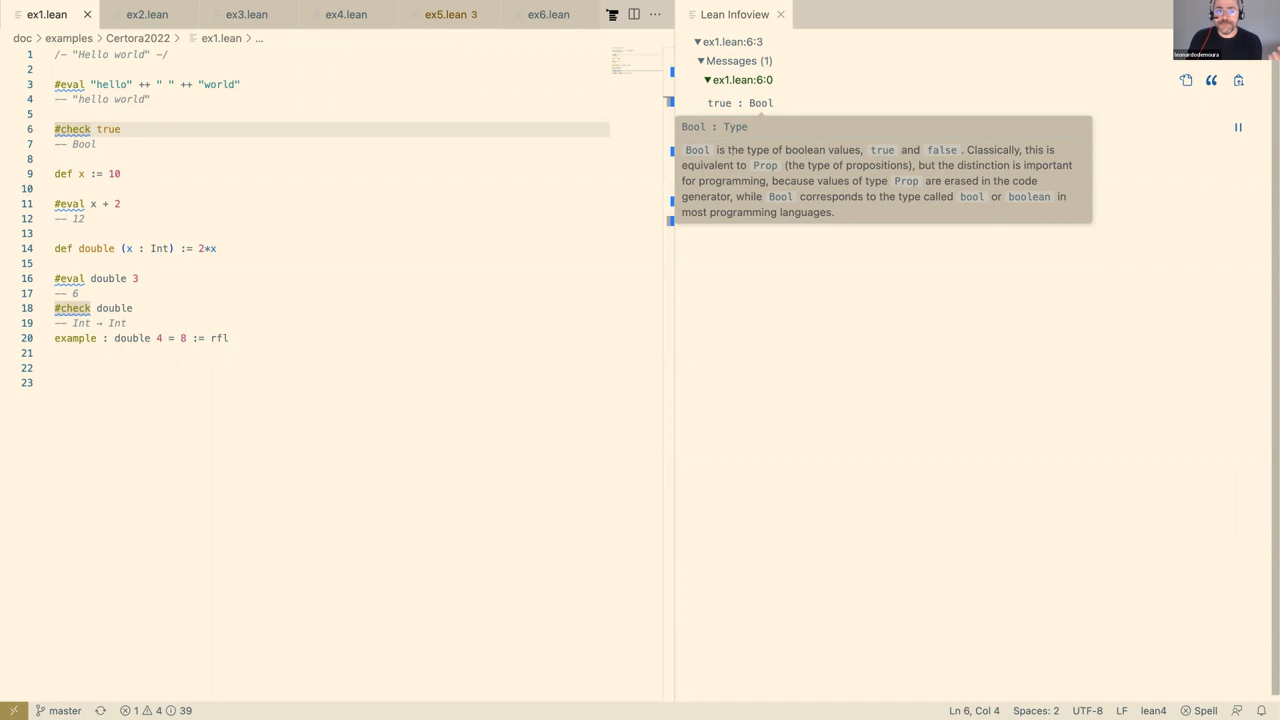 ex1.lean ex2.lean ex3.lean ex4.lean ex5.lean 3 ex6.lean
doc examples Certora2022 ex1.lean ...
1 /- "Hello world" -/
2
3 #eval "hello" ++ " " ++ "world"
4 -- "hello world"
5
6 #check true
7 -- Bool
8
9 def x := 10
10
11 #eval x + 2
12 -- 12
13
14 def double (x : Int) := 2*x
15
16 #eval double 3
17 -- 6
18 #check double
19 -- Int → Int
20 example : double 4 = 8 := rfl
21
22
23
Lean Infoview
ex1.lean:6:3
Messages (1)
ex1.lean:6:0
true : Bool
Bool : Type
Bool is the type of boolean values, true and false. Classically, this is
equivalent to Prop (the type of propositions), but the distinction is important
for programming, because values of type Prop are erased in the code
generator, while Bool corresponds to the type called bool or boolean in
most programming languages.
leonardodemoura
master 1 4 39
Ln 6, Col 4 Spaces: 2 UTF-8 LF lean4 Spell